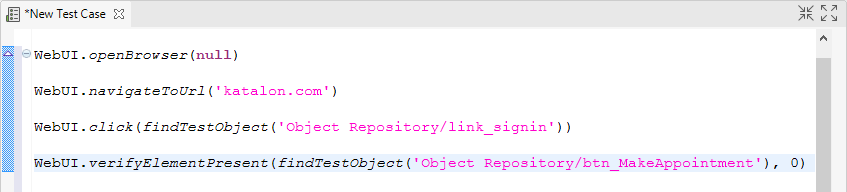 *New Test Case
WebUI.openBrowser(null)
WebUI.navigateToUrl('katalon.com')
WebUI.click(findTestObject('Object Repository/link_signin'))
WebUI.verifyElementPresent(findTestObject('Object Repository/btn_MakeAppointment'), 0)